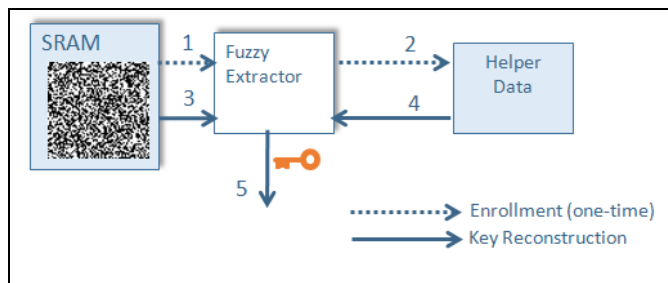 SRAM
1
Fuzzy
Extractor
2
Helper
Data
3
4
5
Enrollment (one-time)
Key Reconstruction